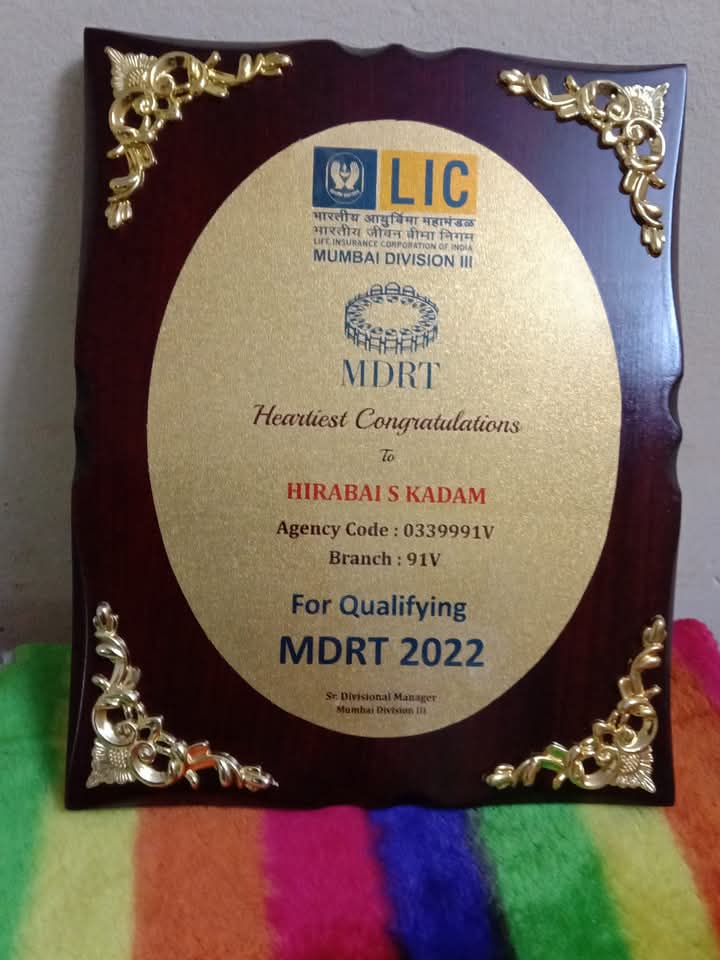 LIC
भारतीय आयुर्विमा महामंडळ
भारतीय जीवन बीमा निगम
LIFE INSURANCE CORPORATION OF INDIA
MUMBAI DIVISION III
MDRT
Heartiest Congratulations
To
HIRABAI S KADAM
Agency Code : 0339991V
Branch : 91V
For Qualifying
MDRT 2022
Sr. Divisional Manager
Mumbai Division III